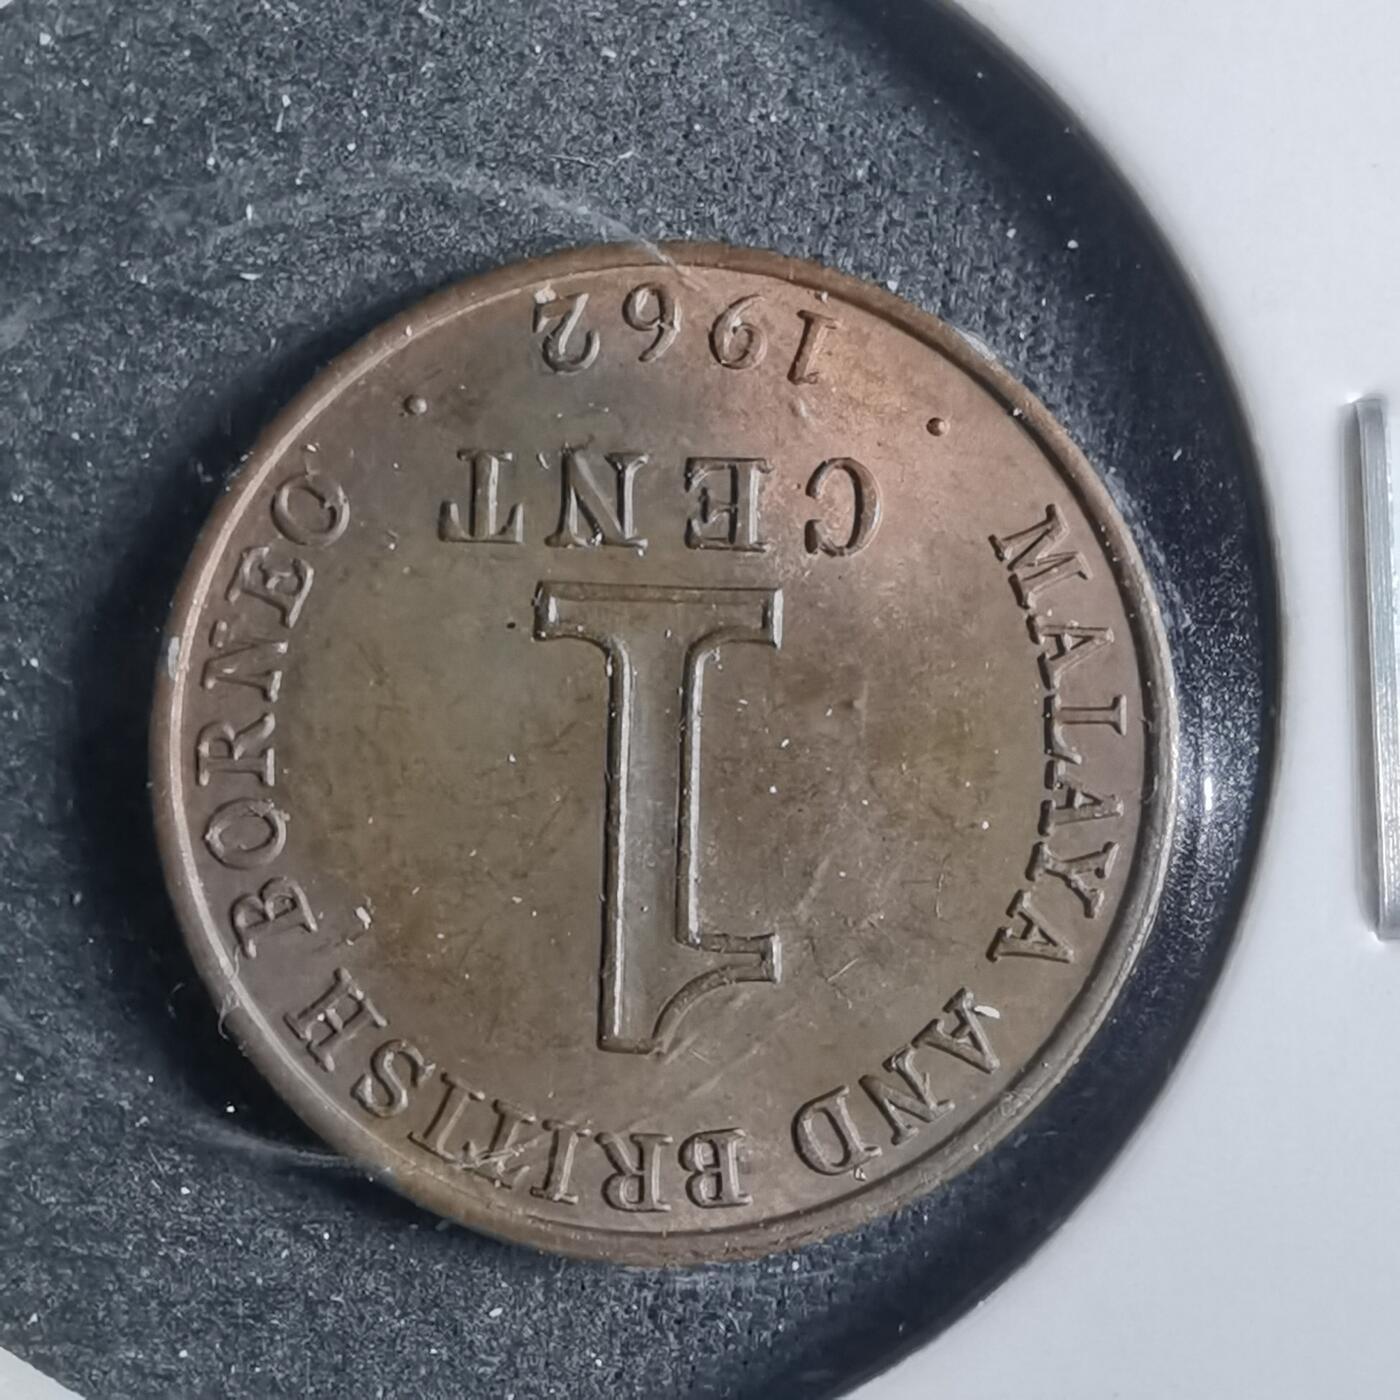 MALAYA AND BRITISH BORNEO
1
CENT
1962